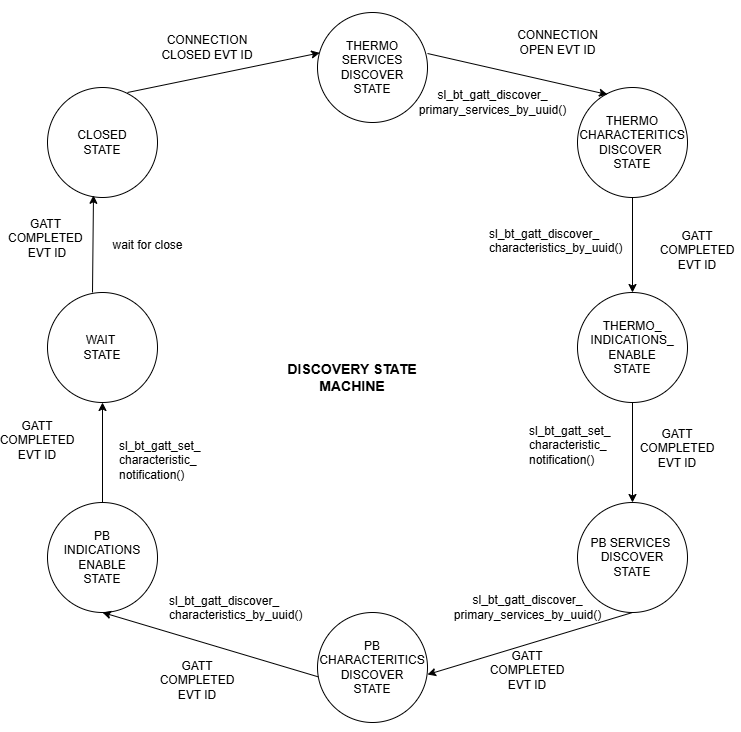 CONNECTION
CLOSED EVT ID
THERMO
SERVICES
DISCOVER
STATE
CONNECTION
OPEN EVT ID
sl_bt_gatt_discover_
primary_services_by_uuid()
CLOSED
STATE
THERMO
CHARACTERITICS
DISCOVER
STATE
GATT
COMPLETED
EVT ID
wait for close
sl_bt_gatt_discover_
characteristics_by_uuid()
GATT
COMPLETED
EVT ID
WAIT
STATE
THERMO_
INDICATIONS_
ENABLE
STATE
DISCOVERY STATE
MACHINE
GATT
COMPLETED
EVT ID
sl_bt_gatt_set_
characteristic_
notification()
sl_bt_gatt_set_
characteristic_
notification()
GATT
COMPLETED
EVT ID
PB
INDICATIONS
ENABLE
STATE
PB SERVICES
DISCOVER
STATE
sl_bt_gatt_discover_
characteristics_by_uuid()
sl_bt_gatt_discover_
primary_services_by_uuid()
GATT
COMPLETED
EVT ID
PB
CHARACTERITICS
DISCOVER
STATE
GATT
COMPLETED
EVT ID